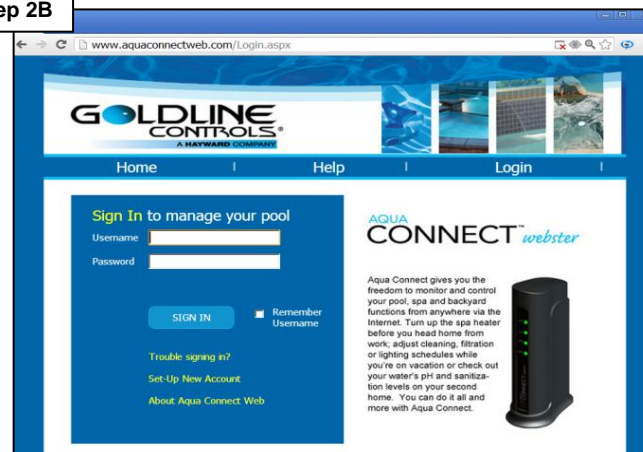 ep 2B
www.aquaconnectweb.com/Login.aspx
GOLDLINE
CONTROLS®
A HAYWARD COMPANY
Home | Help | Login |
Sign In to manage your pool
Username
Password
SIGN IN
Remember
Username
Trouble signing in?
Set-Up New Account
About Aqua Connect Web
AQUA
CONNECT™ webster
Aqua Connect gives you the
freedom to monitor and control
your pool, spa and backyard
functions from anywhere via the
Internet. Turn up the spa heater
before you head home from
work; adjust cleaning, filtration
or lighting schedules while
you're on vacation or check out
your water's pH and sanitiza-
tion levels on your second
home. You can do it all and
more with Aqua Connect.